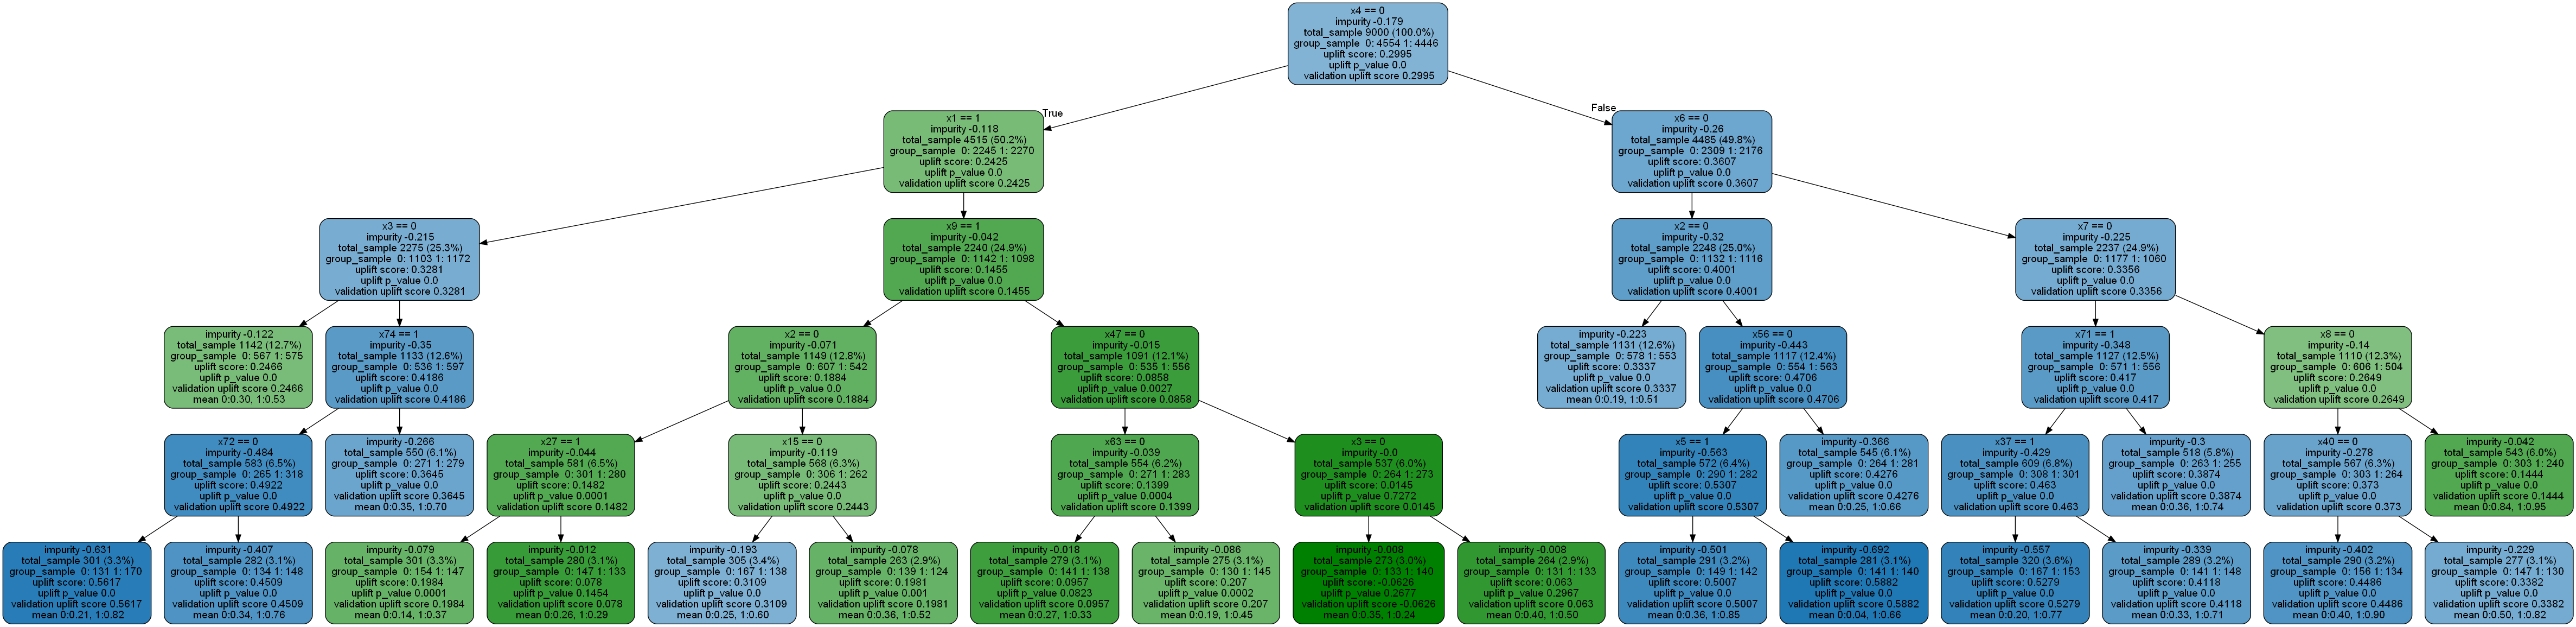 x4 == 0
impurity -0.179
total_sample 9000 (100.0%)
group_sample 0: 4554 1: 4446
uplift score: 0.2995
uplift p_value 0.0
validation uplift score 0.2995
True
False
x1 == 1
impurity -0.118
total_sample 4515 (50.2%)
group_sample 0: 2245 1: 2270
uplift score: 0.2425
uplift p_value 0.0
validation uplift score 0.2425
x6 == 0
impurity -0.26
total_sample 4485 (49.8%)
group_sample 0: 2309 1: 2176
uplift score: 0.3607
uplift p_value 0.0
validation uplift score 0.3607
x3 == 0
impurity -0.215
total_sample 2275 (25.3%)
group_sample 0: 1103 1: 1172
uplift score: 0.3281
uplift p_value 0.0
validation uplift score 0.3281
x9 == 1
impurity -0.042
total_sample 2240 (24.9%)
group_sample 0: 1142 1: 1098
uplift score: 0.1455
uplift p_value 0.0
validation uplift score 0.1455
x2 == 0
impurity -0.32
total_sample 2248 (25.0%)
group_sample 0: 1132 1: 1116
uplift score: 0.4001
uplift p_value 0.0
validation uplift score 0.4001
x7 == 0
impurity -0.225
total_sample 2237 (24.9%)
group_sample 0: 1177 1: 1060
uplift score: 0.3356
uplift p_value 0.0
validation uplift score 0.3356
impurity -0.122
total_sample 1142 (12.7%)
group_sample 0: 567 1: 575
uplift score: 0.2466
uplift p_value 0.0
validation uplift score 0.2466
mean 0:0.30, 1:0.53
x74 == 1
impurity -0.35
total_sample 1133 (12.6%)
group_sample 0: 536 1: 597
uplift score: 0.4186
uplift p_value 0.0
validation uplift score 0.4186
x2 == 0
impurity -0.071
total_sample 1149 (12.8%)
group_sample 0: 607 1: 542
uplift score: 0.1884
uplift p_value 0.0
validation uplift score 0.1884
x47 == 0
impurity -0.015
total_sample 1091 (12.1%)
group_sample 0: 535 1: 556
uplift score: 0.0858
uplift p_value 0.0027
validation uplift score 0.0858
impurity -0.223
total_sample 1131 (12.6%)
group_sample 0: 578 1: 553
uplift score: 0.3337
uplift p_value 0.0
validation uplift score 0.3337
mean 0:0.19, 1:0.51
x56 == 0
impurity -0.443
total_sample 1117 (12.4%)
group_sample 0: 554 1: 563
uplift score: 0.4706
uplift p_value 0.0
validation uplift score 0.4706
x71 == 1
impurity -0.348
total_sample 1127 (12.5%)
group_sample 0: 571 1: 556
uplift score: 0.417
uplift p_value 0.0
validation uplift score 0.417
x8 == 0
impurity -0.14
total_sample 1110 (12.3%)
group_sample 0: 606 1: 504
uplift score: 0.2649
uplift p_value 0.0
validation uplift score 0.2649
x72 == 0
impurity -0.484
total_sample 583 (6.5%)
group_sample 0: 265 1: 318
uplift score: 0.4922
uplift p_value 0.0
validation uplift score 0.4922
impurity -0.266
total_sample 550 (6.1%)
group_sample 0: 271 1: 279
uplift score: 0.3645
uplift p_value 0.0
validation uplift score 0.3645
mean 0:0.35, 1:0.70
x27 == 1
impurity -0.044
total_sample 581 (6.5%)
group_sample 0: 301 1: 280
uplift score: 0.1482
uplift p_value 0.0001
validation uplift score 0.1482
x15 == 0
impurity -0.119
total_sample 568 (6.3%)
group_sample 0: 306 1: 262
uplift score: 0.2443
uplift p_value 0.0
validation uplift score 0.2443
x63 == 0
impurity -0.039
total_sample 554 (6.2%)
group_sample 0: 271 1: 283
uplift score: 0.1399
uplift p_value 0.0004
validation uplift score 0.1399
x3 == 0
impurity -0.0
total_sample 537 (6.0%)
group_sample 0: 264 1: 273
uplift score: 0.0145
uplift p_value 0.7272
validation uplift score 0.0145
x5 == 1
impurity -0.563
total_sample 572 (6.4%)
group_sample 0: 290 1: 282
uplift score: 0.5307
uplift p_value 0.0
validation uplift score 0.5307
impurity -0.366
total_sample 545 (6.1%)
group_sample 0: 264 1: 281
uplift score: 0.4276
uplift p_value 0.0
validation uplift score 0.4276
mean 0:0.25, 1:0.66
x37 == 1
impurity -0.429
total_sample 609 (6.8%)
group_sample 0: 308 1: 301
uplift score: 0.463
uplift p_value 0.0
validation uplift score 0.463
impurity -0.3
total_sample 518 (5.8%)
group_sample 0: 263 1: 255
uplift score: 0.3874
uplift p_value 0.0
validation uplift score 0.3874
mean 0:0.36, 1:0.74
x40 == 0
impurity -0.278
total_sample 567 (6.3%)
group_sample 0: 303 1: 264
uplift score: 0.373
uplift p_value 0.0
validation uplift score 0.373
impurity -0.042
total_sample 543 (6.0%)
group_sample 0: 303 1: 240
uplift score: 0.1444
uplift p_value 0.0
validation uplift score 0.1444
mean 0:0.84, 1:0.95
impurity -0.631
total_sample 301 (3.3%)
group_sample 0: 131 1: 170
uplift score: 0.5617
uplift p_value 0.0
validation uplift score 0.5617
mean 0:0.21, 1:0.82
impurity -0.407
total_sample 282 (3.1%)
group_sample 0: 134 1: 148
uplift score: 0.4509
uplift p_value 0.0
validation uplift score 0.4509
mean 0:0.34, 1:0.76
impurity -0.079
total_sample 301 (3.3%)
group_sample 0: 154 1: 147
uplift score: 0.1984
uplift p_value 0.0001
validation uplift score 0.1984
mean 0:0.14, 1:0.37
impurity -0.012
total_sample 280 (3.1%)
group_sample 0: 147 1: 133
uplift score: 0.078
uplift p_value 0.1454
validation uplift score 0.078
mean 0:0.26, 1:0.29
impurity -0.193
total_sample 305 (3.4%)
group_sample 0: 167 1: 138
uplift score: 0.3109
uplift p_value 0.0
validation uplift score 0.3109
mean 0:0.25, 1:0.60
impurity -0.078
total_sample 263 (2.9%)
group_sample 0: 139 1: 124
uplift score: 0.1981
uplift p_value 0.001
validation uplift score 0.1981
mean 0:0.36, 1:0.52
impurity -0.018
total_sample 279 (3.1%)
group_sample 0: 141 1: 138
uplift score: 0.0957
uplift p_value 0.0823
validation uplift score 0.0957
mean 0:0.27, 1:0.33
impurity -0.086
total_sample 275 (3.1%)
group_sample 0: 130 1: 145
uplift score: 0.207
uplift p_value 0.0002
validation uplift score 0.207
mean 0:0.19, 1:0.45
impurity -0.008
total_sample 273 (3.0%)
group_sample 0: 133 1: 140
uplift score: -0.0626
uplift p_value 0.2677
validation uplift score -0.0626
mean 0:0.35, 1:0.24
impurity -0.008
total_sample 264 (2.9%)
group_sample 0: 131 1: 133
uplift score: 0.063
uplift p_value 0.2967
validation uplift score 0.063
mean 0:0.40, 1:0.50
impurity -0.501
total_sample 291 (3.2%)
group_sample 0: 149 1: 142
uplift score: 0.5007
uplift p_value 0.0
validation uplift score 0.5007
mean 0:0.36, 1:0.85
impurity -0.692
total_sample 281 (3.1%)
group_sample 0: 141 1: 140
uplift score: 0.5882
uplift p_value 0.0
validation uplift score 0.5882
mean 0:0.04, 1:0.66
impurity -0.557
total_sample 320 (3.6%)
group_sample 0: 167 1: 153
uplift score: 0.5279
uplift p_value 0.0
validation uplift score 0.5279
mean 0:0.20, 1:0.77
impurity -0.339
total_sample 289 (3.2%)
group_sample 0: 141 1: 148
uplift score: 0.4118
uplift p_value 0.0
validation uplift score 0.4118
mean 0:0.33, 1:0.71
impurity -0.402
total_sample 290 (3.2%)
group_sample 0: 156 1: 134
uplift score: 0.4486
uplift p_value 0.0
validation uplift score 0.4486
mean 0:0.40, 1:0.90
impurity -0.229
total_sample 277 (3.1%)
group_sample 0: 147 1: 130
uplift score: 0.3382
uplift p_value 0.0
validation uplift score 0.3382
mean 0:0.50, 1:0.82